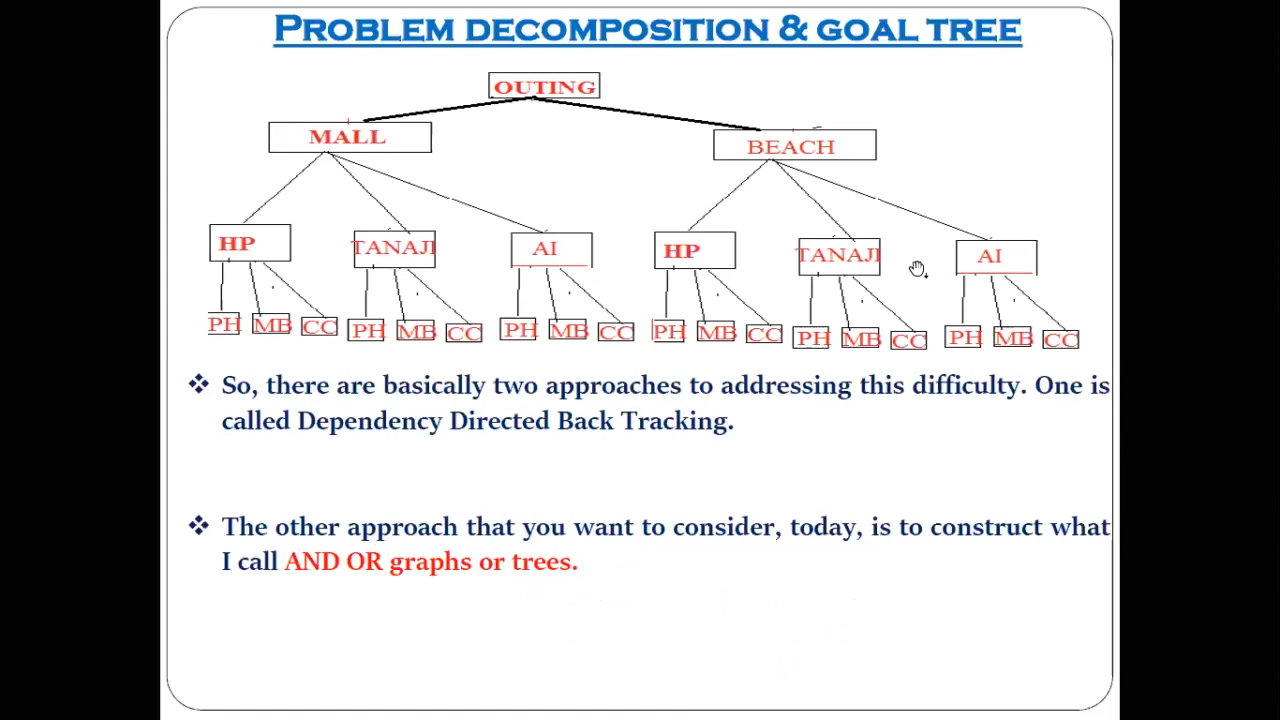 PROBLEM DECOMPOSITION & GOAL TREE
OUTING
MALL BEACH
HP TANAJI AI HP TANAJI AI
PH MB CC PH MB CC PH MB CC PH MB CC PH MB CC PH MB CC
❖ So, there are basically two approaches to addressing this difficulty. One is
called Dependency Directed Back Tracking.
❖ The other approach that you want to consider, today, is to construct what
I call AND OR graphs or trees.